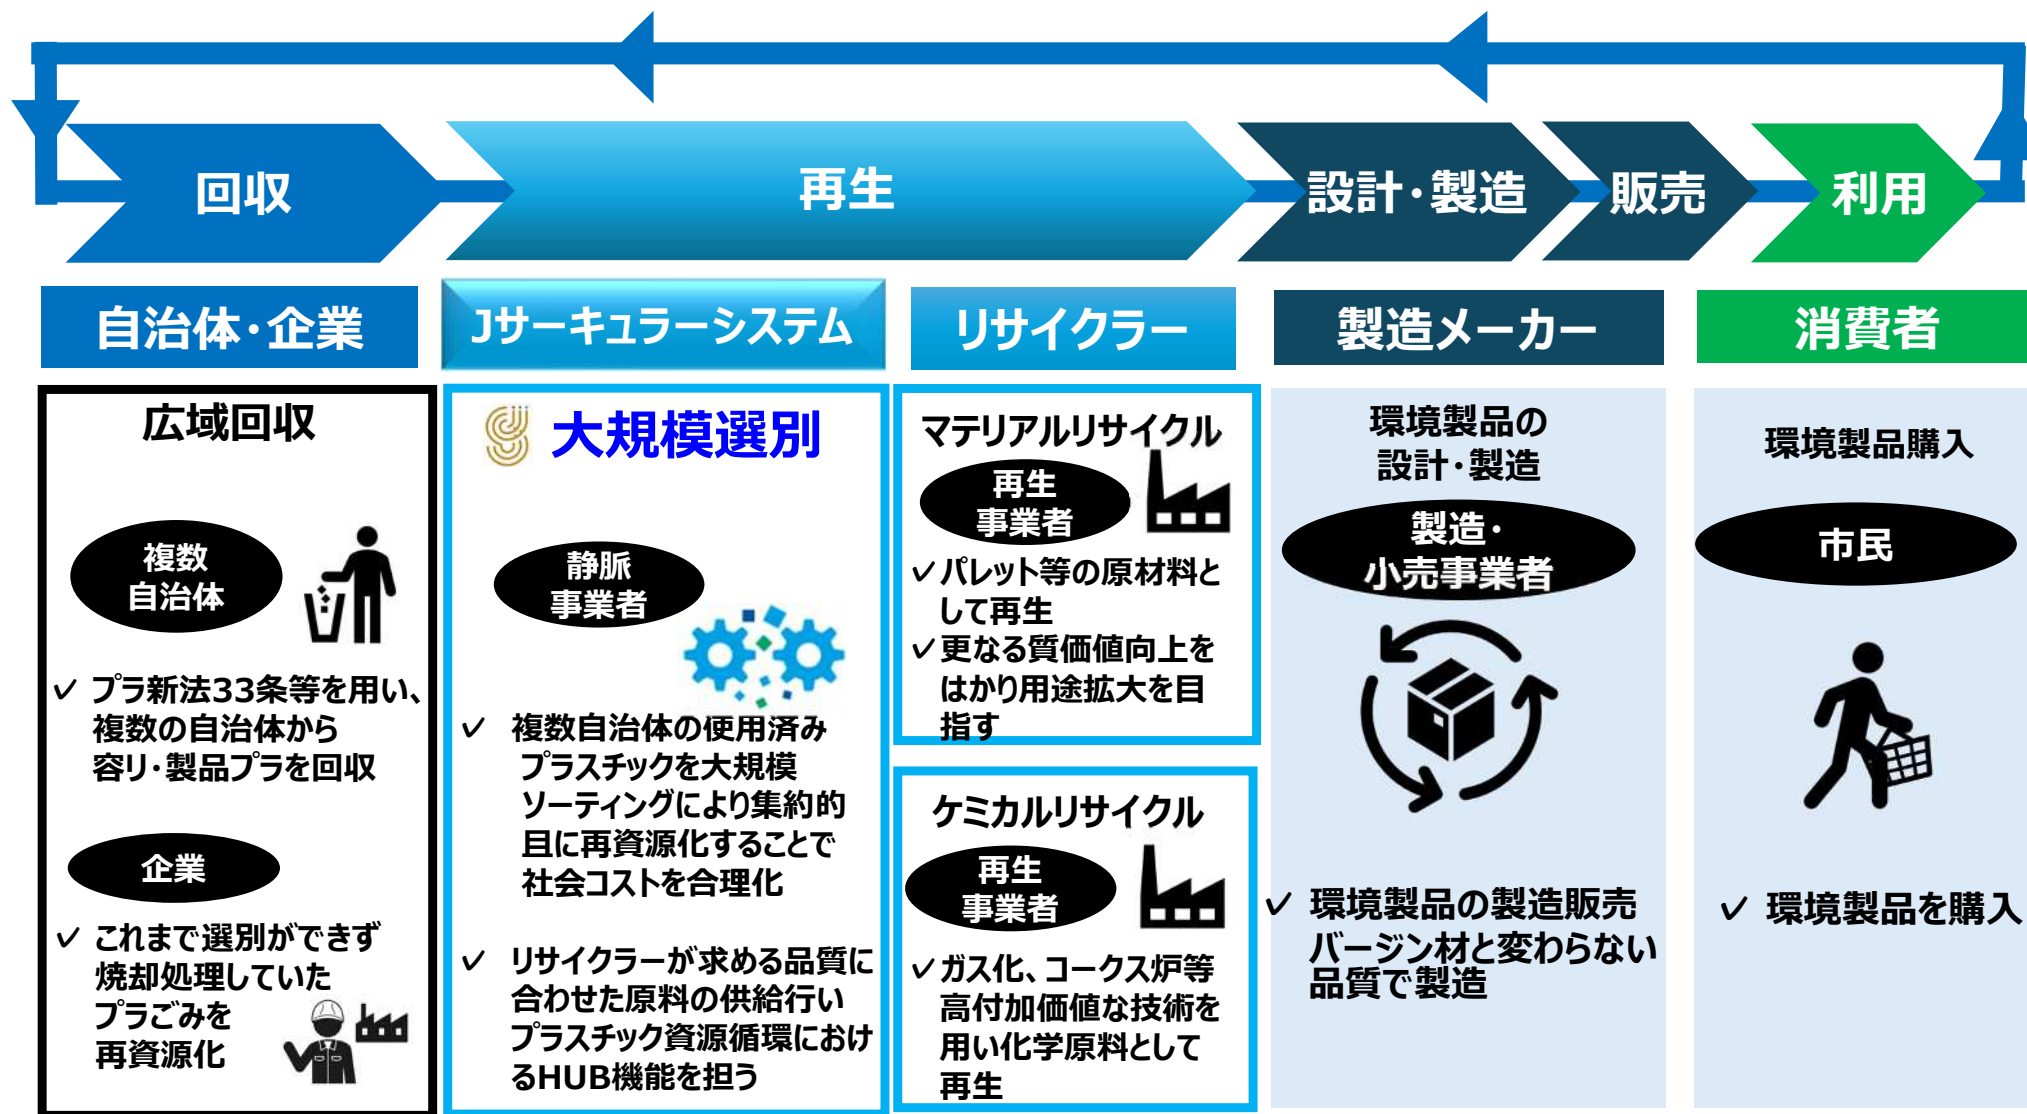 回収
再生
設計・製造
販売
利用
自治体・企業
Jサーキュラーシステム
リサイクラー
製造メーカー
消費者
広域回収
複数
自治体
✓ プラ新法33条等を用い、
複数の自治体から
容リ・製品プラを回収
企業
✓ これまで選別ができず
焼却処理していた
プラごみを
再資源化
大規模選別
静脈
事業者
✓ 複数自治体の使用済み
プラスチックを大規模
ソーティングにより集約的
且に再資源化することで
社会コストを合理化
✓ リサイクラーが求める品質に
合わせた原料の供給行い
プラスチック資源循環におけ
るHUB機能を担う
マテリアルリサイクル
再生
事業者
✓パレット等の原材料と
して再生
✓更なる質価値向上を
はかり用途拡大を目
指す
ケミカルリサイクル
再生
事業者
✓ガス化、コークス炉等
高付加価値な技術を
用い化学原料として
再生
環境製品の
設計・製造
製造・
小売事業者
✓ 環境製品の製造販売
バージン材と変わらない
品質で製造
環境製品購入
市民
✓ 環境製品を購入